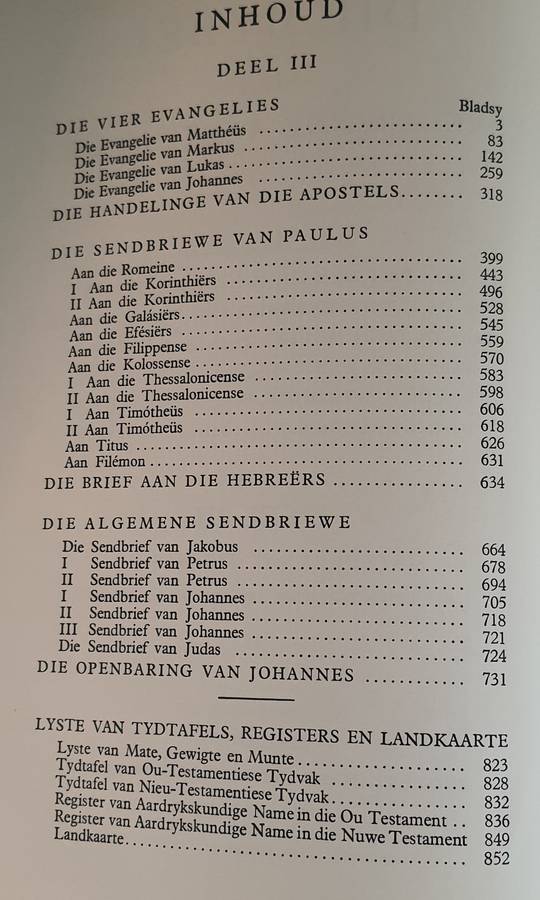 INHOUD
DEEL III
Bladsy
DIE VIER EVANGELIES
Die Evangelie van Matthéüs ........................ 3
Die Evangelie van Markus ........................ 83
Die Evangelie van Lukas ........................ 142
Die Evangelie van Johannes ........................ 259
DIE HANDELINGE VAN DIE APOSTELS........ 318
DIE SENDBRIEWE VAN PAULUS
Aan die Romeine ........................ 399
I Aan die Korinthiërs ........................ 443
II Aan die Korinthiërs ........................ 496
Aan die Galásiërs ........................ 528
Aan die Efésiërs ........................ 545
Aan die Filippense ........................ 559
Aan die Kolossense ........................ 570
I Aan die Thessalonicense ........................ 583
II Aan die Thessalonicense ........................ 598
I Aan Timótheüs ........................ 606
II Aan Timótheüs ........................ 618
Aan Titus ........................ 626
Aan Filémon ........................ 631
DIE BRIEF AAN DIE HEBREËRS ............... 634
DIE ALGEMENE SENDBRIEWE
Die Sendbrief van Jakobus ........................ 664
I Sendbrief van Petrus ........................ 678
II Sendbrief van Petrus ........................ 694
I Sendbrief van Johannes ........................ 705
II Sendbrief van Johannes ........................ 718
III Sendbrief van Johannes ........................ 721
Die Sendbrief van Judas ........................ 724
DIE OPENBARING VAN JOHANNES ............ 731
LYSTE VAN TYDTAFELS, REGISTERS EN LANDKAARTE
Lyste van Mate, Gewigte en Munte.................... 823
Tydtafel van Ou-Testamentiese Tydvak ................ 828
Tydtafel van Nieu-Testamentiese Tydvak................ 832
Register van Aardrykskundige Name in die Ou Testament .. 836
Register van Aardrykskundige Name in die Nuwe Testament 849
Landkaarte........................................ 852